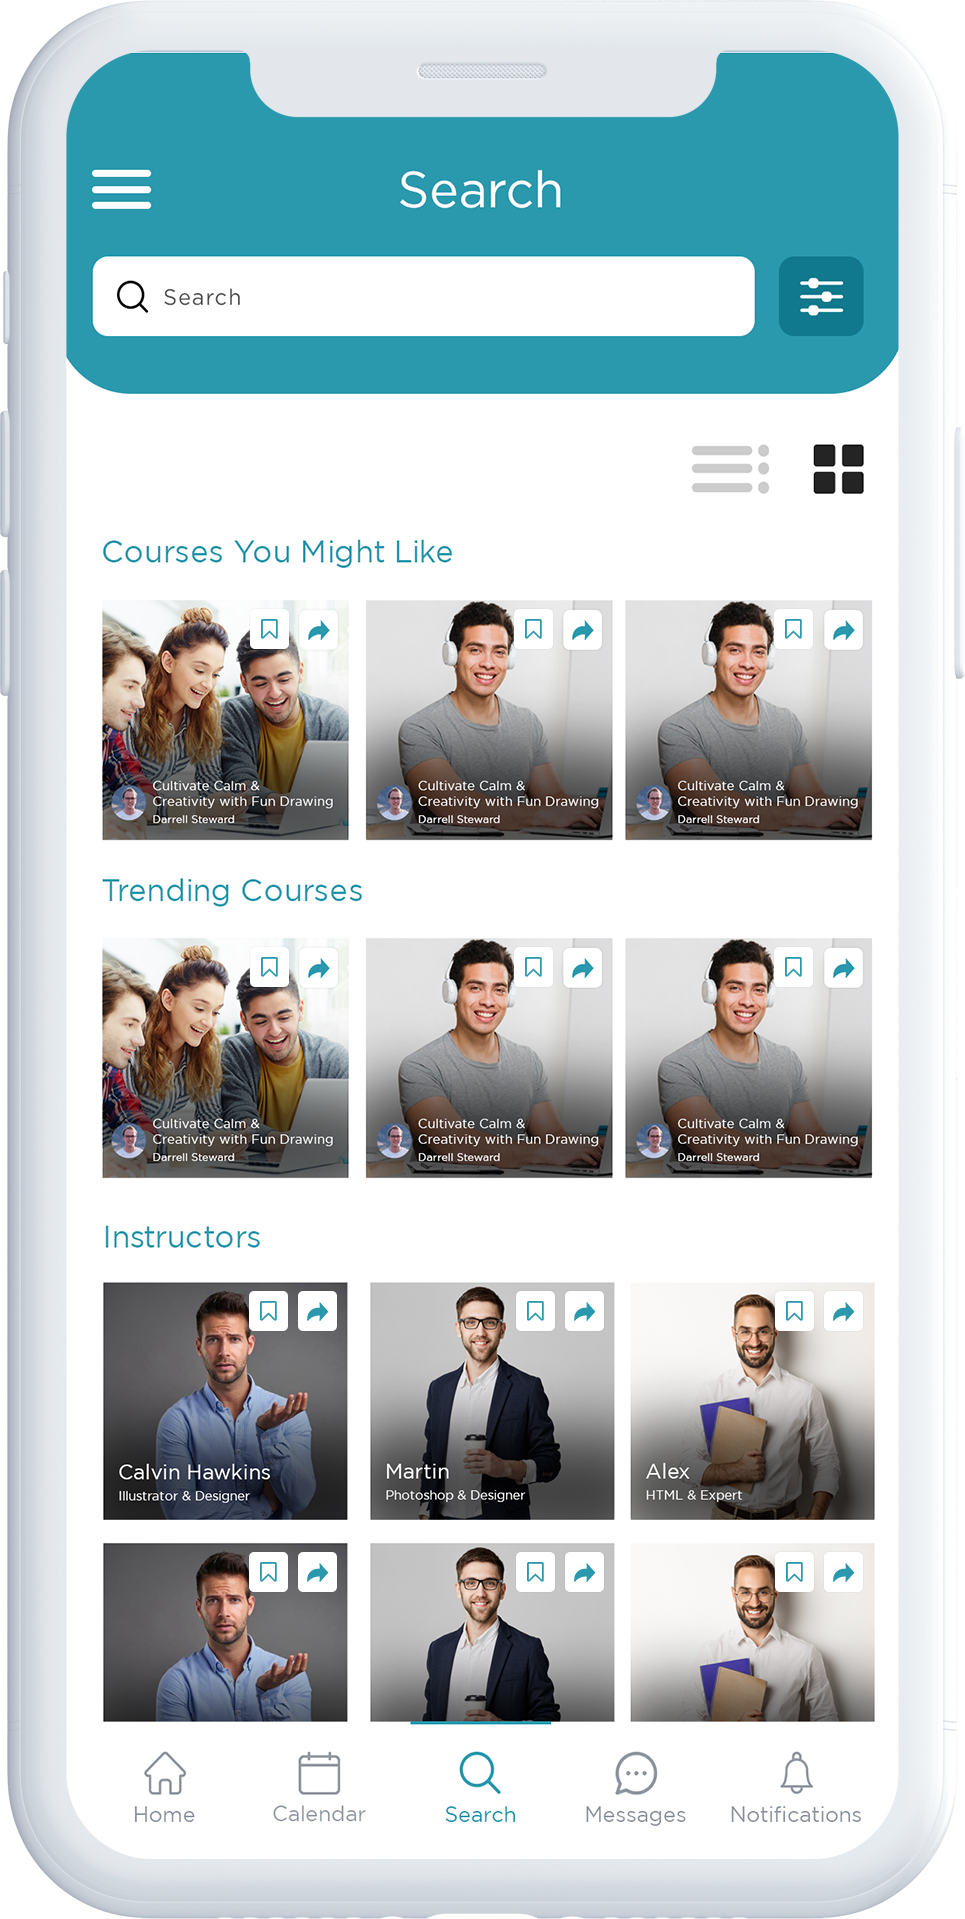 Search
Search
Courses You Might Like
Cultivate Calm &
Creativity with Fun Drawing
Darrell Steward
Cultivate Calm &
Creativity with Fun Drawing
Darrell Steward
Cultivate Calm &
Creativity with Fun Drawing
Darrell Steward
Trending Courses
Cultivate Calm &
Creativity with Fun Drawing
Darrell Steward
Cultivate Calm &
Creativity with Fun Drawing
Darrell Steward
Cultivate Calm &
Creativity with Fun Drawing
Darrell Steward
Instructors
Calvin Hawkins
Illustrator & Designer
Martin
Photoshop & Designer
Alex
HTML & Expert
Home
Calendar
Search
Messages
Notifications